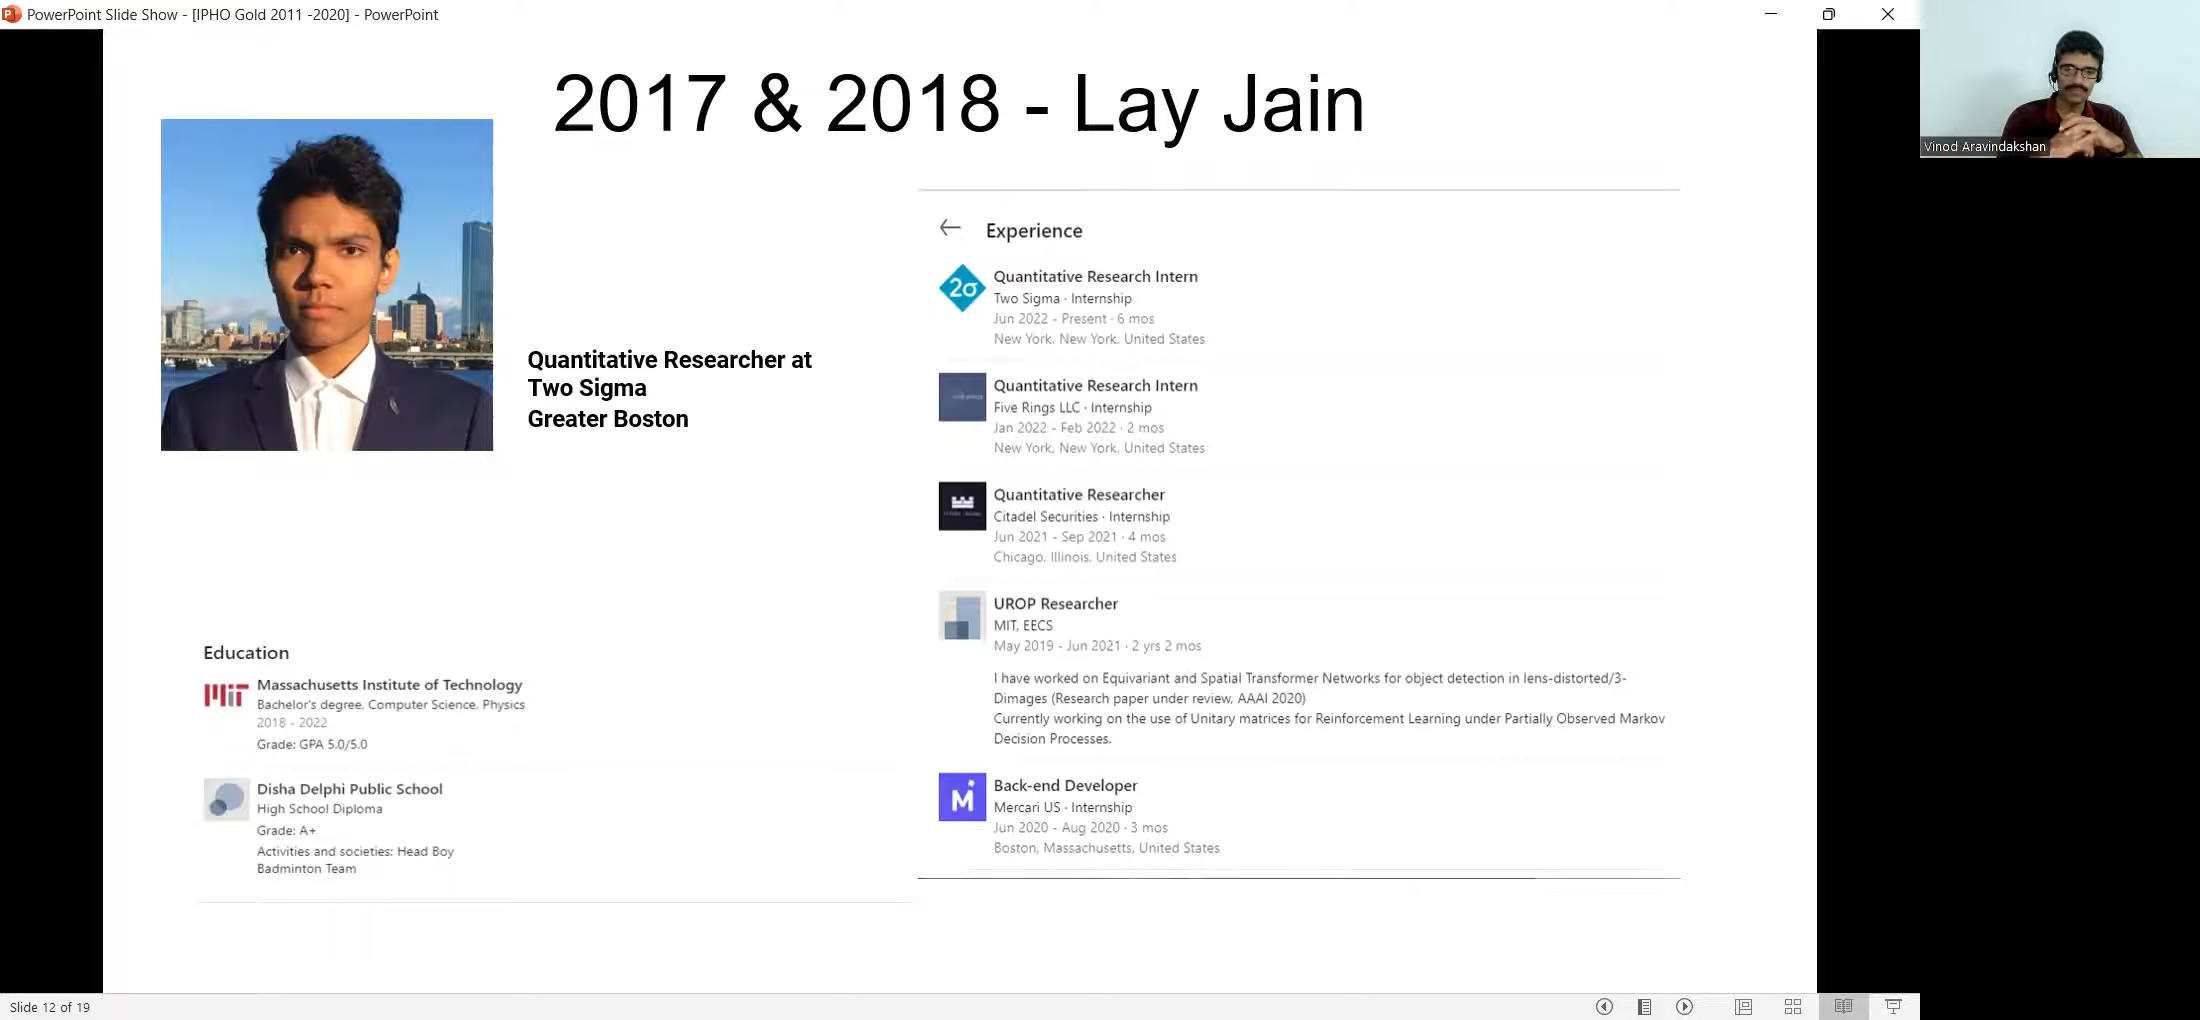 PowerPoint Slide Show - [IPHO Gold 2011 -2020] - PowerPoint
Vinod Aravindakshan
2017 & 2018 - Lay Jain
Quantitative Researcher at
Two Sigma
Greater Boston
Education
MIT
Massachusetts Institute of Technology
Bachelor's degree, Computer Science, Physics
2018 - 2022
Grade: GPA 5.0/5.0
Disha Delphi Public School
High School Diploma
Grade: A+
Activities and societies: Head Boy
Badminton Team
Experience
2σ
Quantitative Research Intern
Two Sigma · Internship
Jun 2022 - Present · 6 mos
New York, New York, United States
FIVE RINGS
Quantitative Research Intern
Five Rings LLC · Internship
Jan 2022 - Feb 2022 · 2 mos
New York, New York, United States
Quantitative Researcher
Citadel Securities · Internship
Jun 2021 - Sep 2021 · 4 mos
Chicago, Illinois, United States
UROP Researcher
MIT, EECS
May 2019 - Jun 2021 · 2 yrs 2 mos
I have worked on Equivariant and Spatial Transformer Networks for object detection in lens-distorted/3-
Dimages (Research paper under review, AAAI 2020)
Currently working on the use of Unitary matrices for Reinforcement Learning under Partially Observed Markov
Decision Processes.
M
Back-end Developer
Mercari US · Internship
Jun 2020 - Aug 2020 · 3 mos
Boston, Massachusetts, United States
Slide 12 of 19